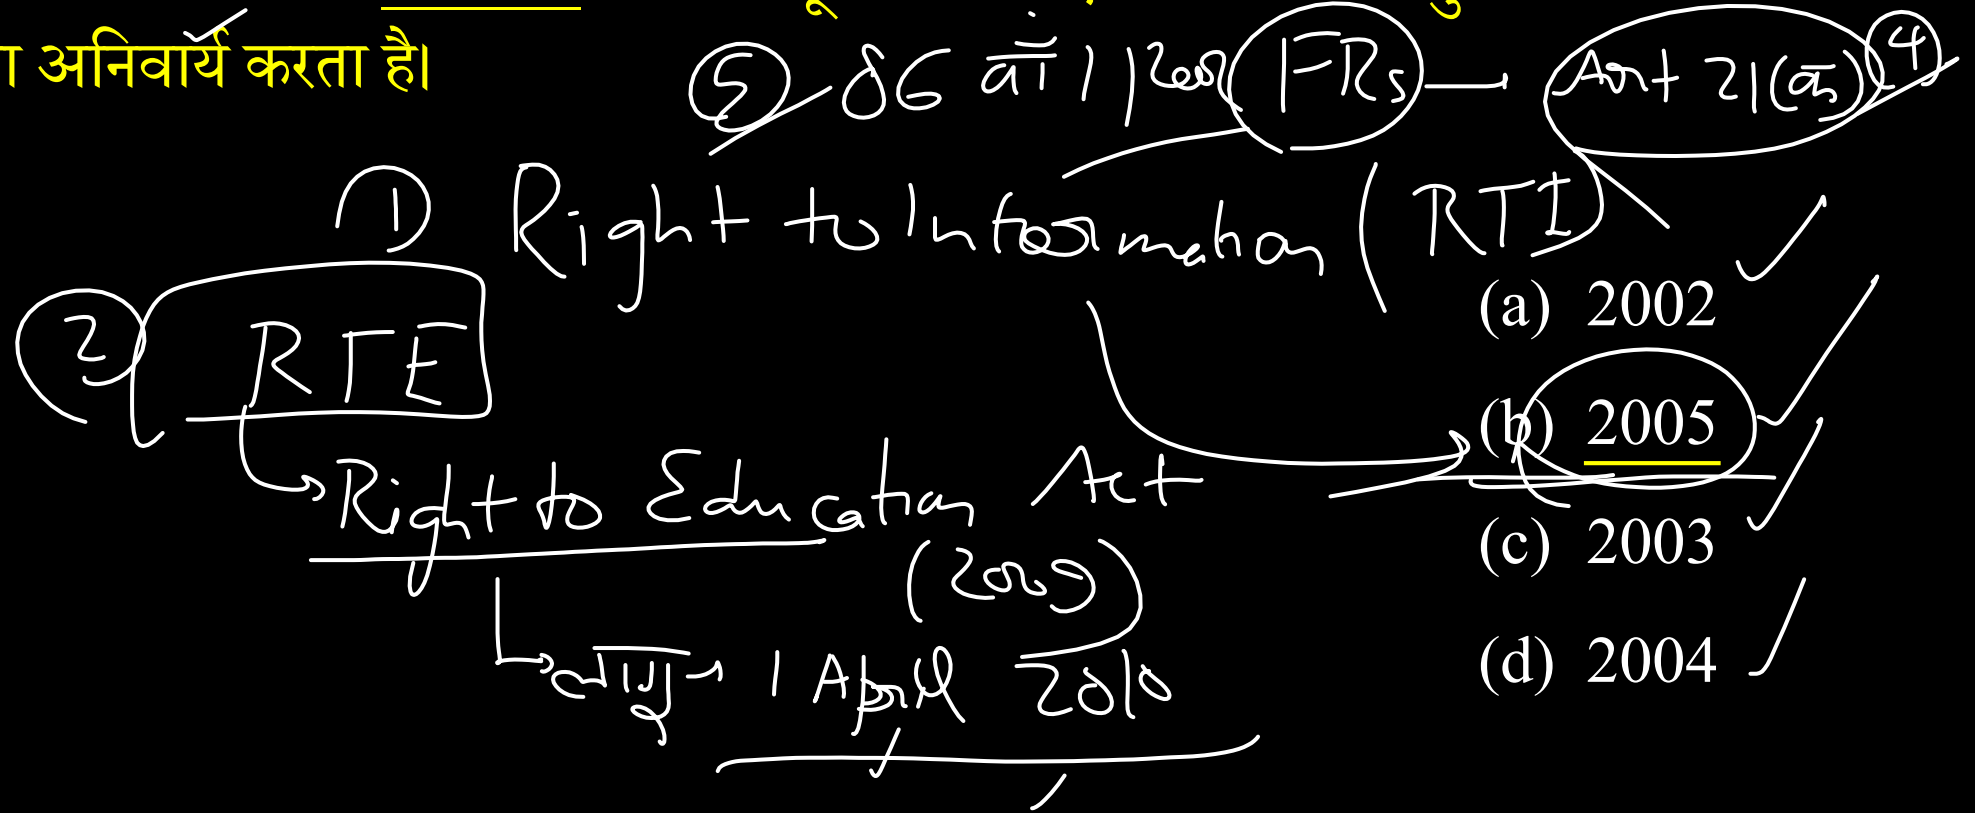 ा अनिवार्य करता है।
⑤ 86 वां 2002 FRs — Art 21(क) ④
① Right to Information (RTI)
(a) 2002
② RTE
(b) 2005
Right to Education Act
(c) 2003
(2009)
(d) 2004
लागू 1 April 2010